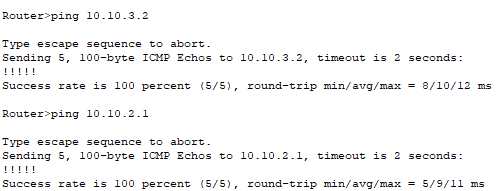 Router>ping 10.10.3.2
Type escape sequence to abort.
Sending 5, 100-byte ICMP Echos to 10.10.3.2, timeout is 2 seconds:
!!!!!
Success rate is 100 percent (5/5), round-trip min/avg/max = 8/10/12 ms
Router>ping 10.10.2.1
Type escape sequence to abort.
Sending 5, 100-byte ICMP Echos to 10.10.2.1, timeout is 2 seconds:
!!!!!
Success rate is 100 percent (5/5), round-trip min/avg/max = 5/9/11 ms